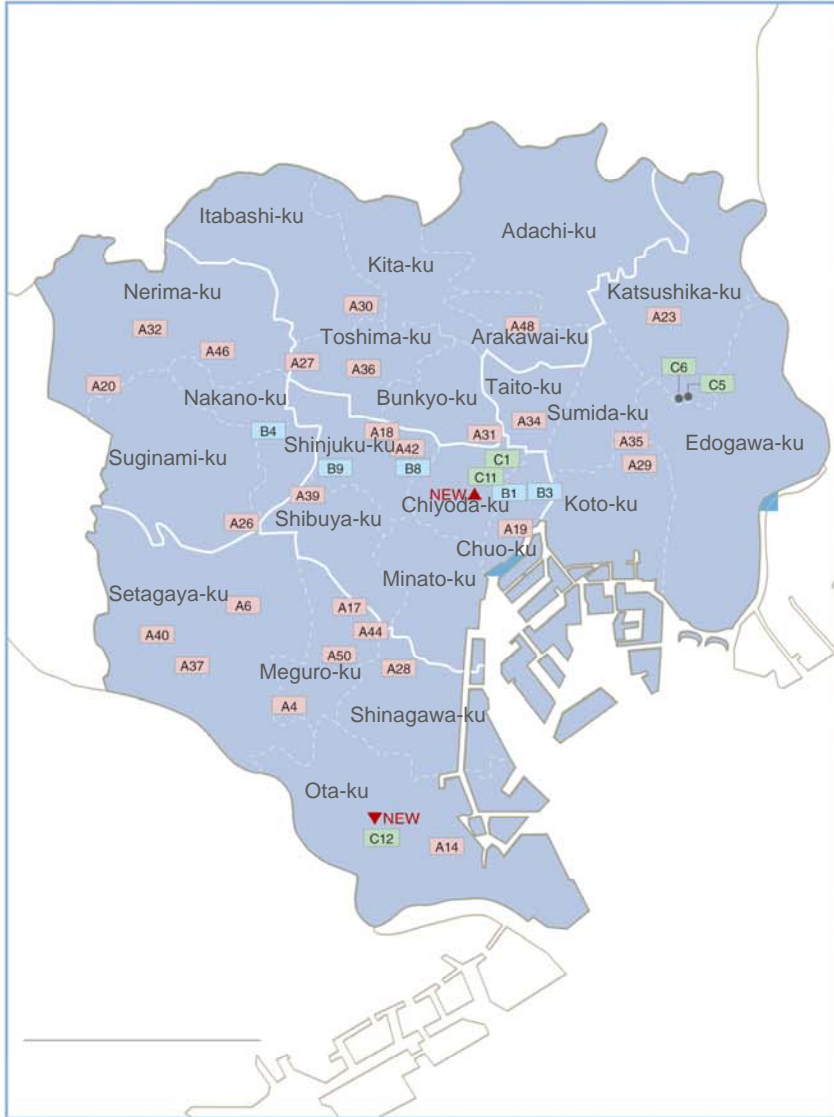 Itabashi-ku
Adachi-ku
Kita-ku
Nerima-ku
Katsushika-ku
A30
A23
A32
Toshima-ku
A48
Arakawai-ku
A46
A27
A36
C6
Taito-ku
A20
C5
Nakano-ku
Bunkyo-ku
Sumida-ku
A34
B4
A18
A31
A35
Edogawa-ku
Shinjuku-ku
A42
Suginami-ku
C1
B9
B8
A29
C11
A39
NEW
B1
B3
Chiyoda-ku
Koto-ku
Shibuya-ku
A26
A19
Chuo-ku
Minato-ku
Setagaya-ku
A6
A17
A40
A44
A37
A50
Meguro-ku
A28
A4
Shinagawa-ku
Ota-ku
NEW
C12
A14